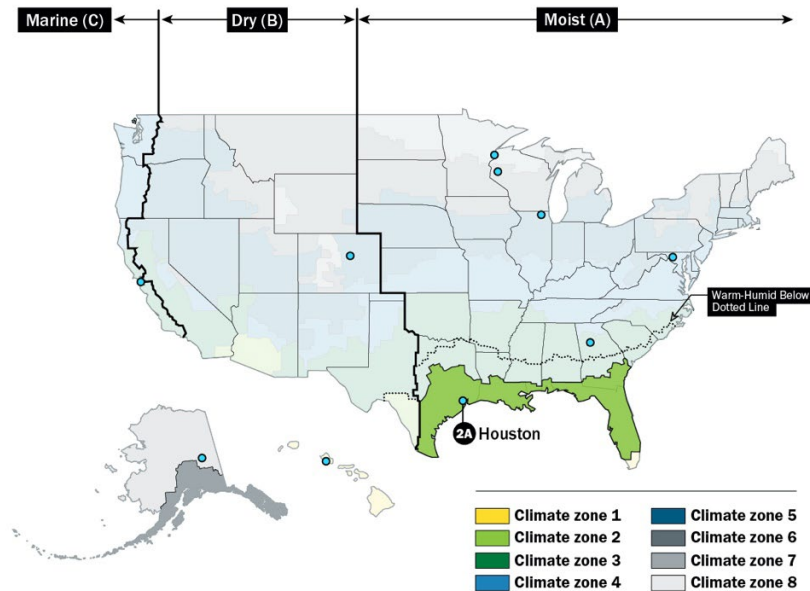 Marine (C)
Dry (B)
Moist (A)
Warm-Humid Below
Dotted Line
2A Houston
Climate zone 1
Climate zone 2
Climate zone 3
Climate zone 4
Climate zone 5
Climate zone 6
Climate zone 7
Climate zone 8